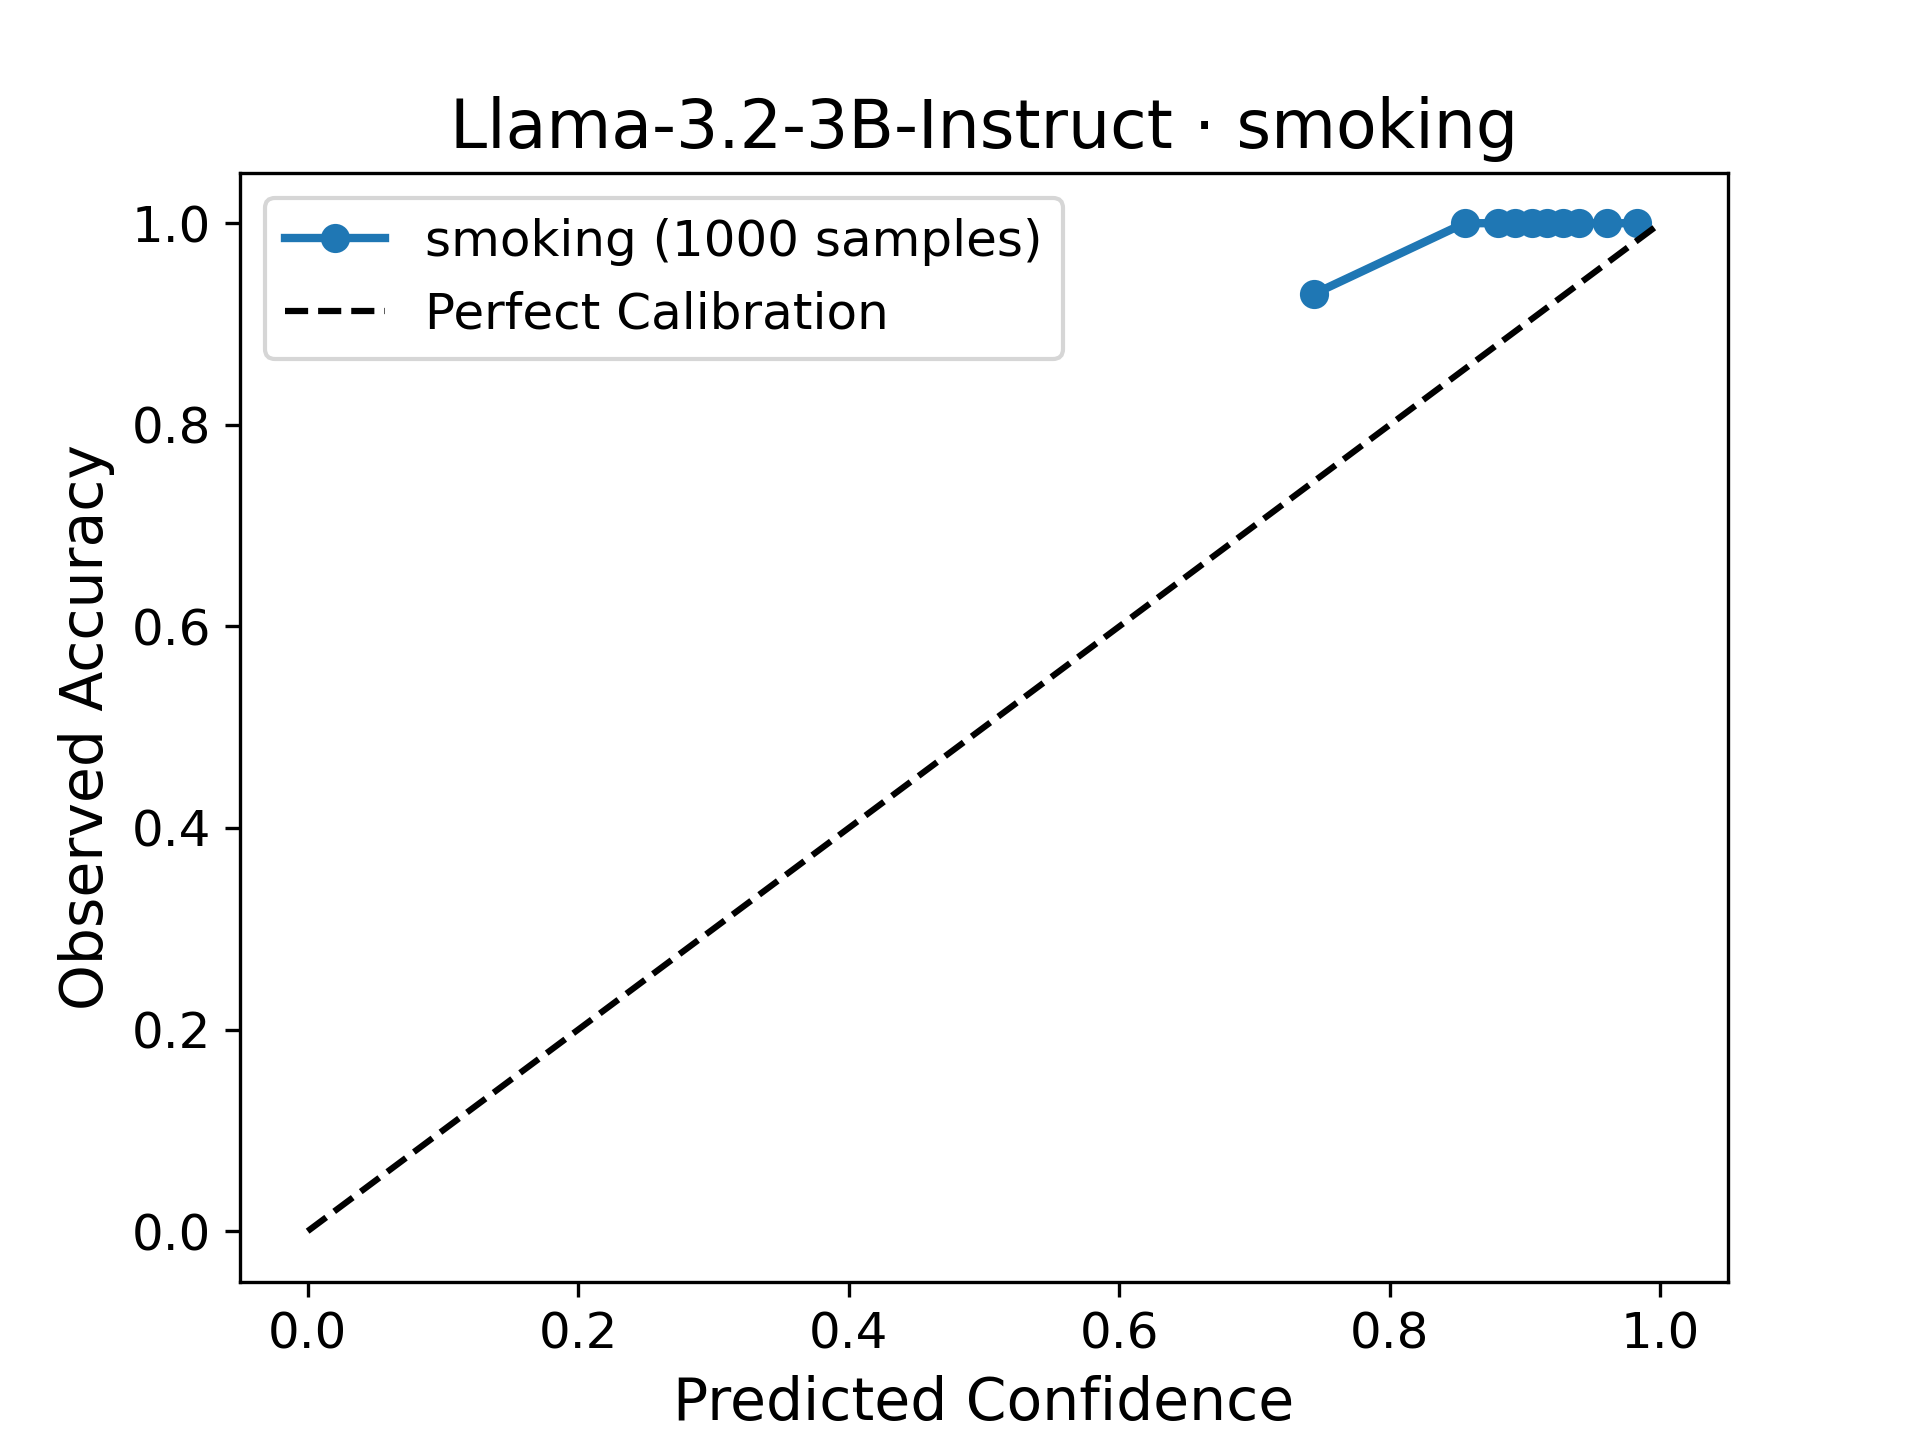 Llama-3.2-3B-Instruct · smoking
smoking (1000 samples)
Perfect Calibration
Observed Accuracy
1.0
0.8
0.6
0.4
0.2
0.0
0.0 0.2 0.4 0.6 0.8 1.0
Predicted Confidence